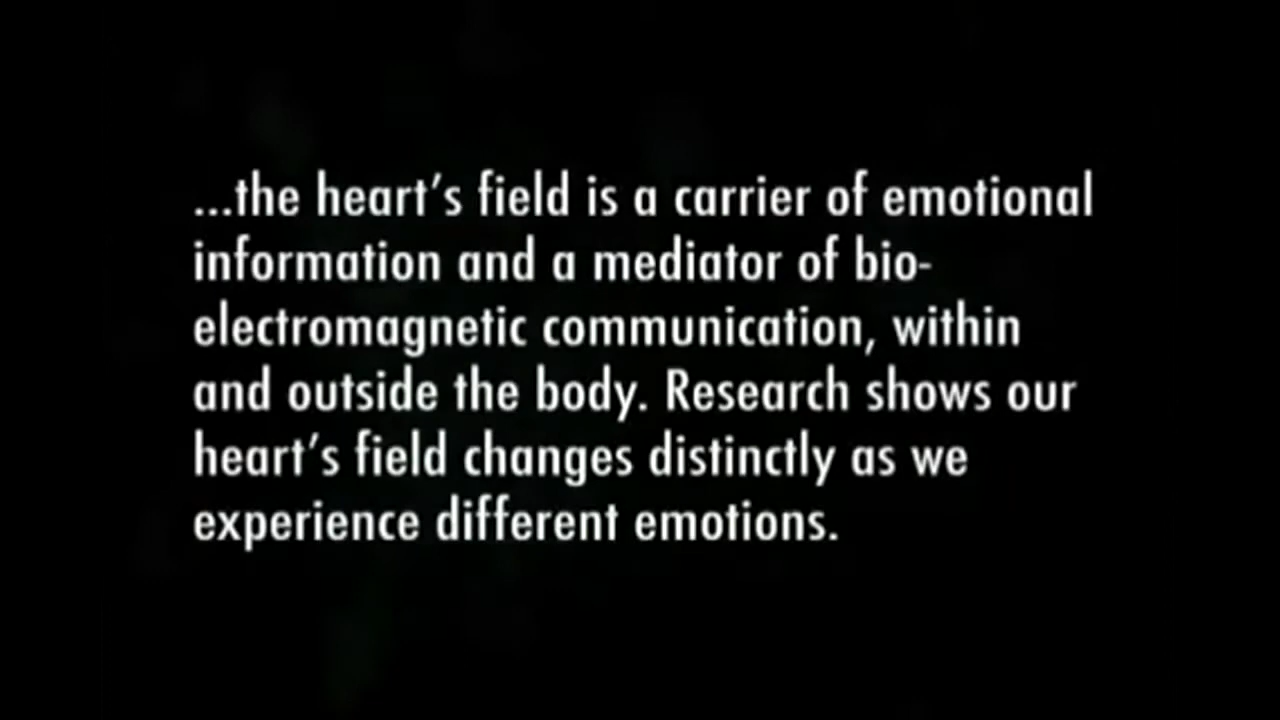 ...the heart’s field is a carrier of emotional
information and a mediator of bio-
electromagnetic communication, within
and outside the body. Research shows our
heart’s field changes distinctly as we
experience different emotions.